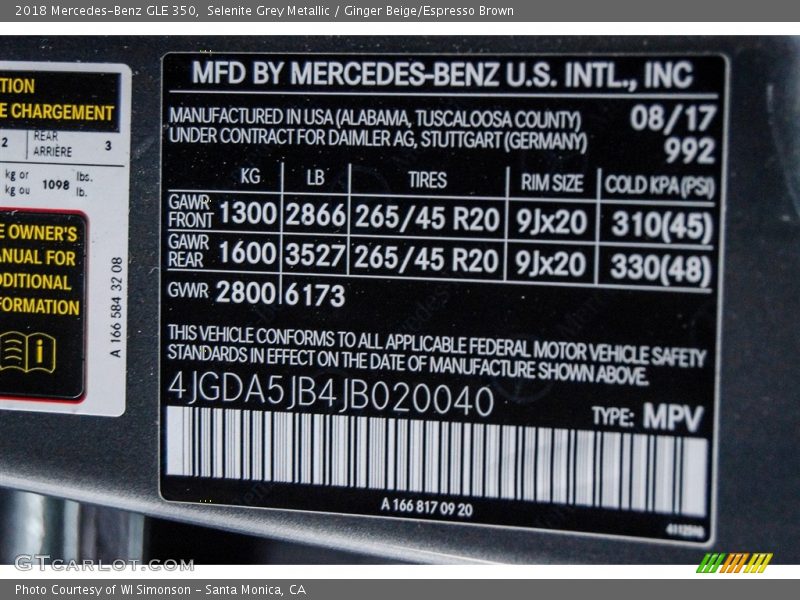 2018 Mercedes-Benz GLE 350, Selenite Grey Metallic / Ginger Beige/Espresso Brown
TION
E CHARGEMENT
2 REAR ARRIÈRE 3
kg or kg ou 1098 lbs. lb.
E OWNER'S
ANUAL FOR
DDITIONAL
FORMATION
A 166 584 32 08
MFD BY MERCEDES-BENZ U.S. INTL., INC
MANUFACTURED IN USA (ALABAMA, TUSCALOOSA COUNTY) 08/17
UNDER CONTRACT FOR DAIMLER AG, STUTTGART (GERMANY) 992
KG LB TIRES RIM SIZE COLD KPA(PSI)
GAWR FRONT 1300 2866 265/45 R20 9Jx20 310(45)
GAWR REAR 1600 3527 265/45 R20 9Jx20 330(48)
GWR 2800 6173
THIS VEHICLE CONFORMS TO ALL APPLICABLE FEDERAL MOTOR VEHICLE SAFETY
STANDARDS IN EFFECT ON THE DATE OF MANUFACTURE SHOWN ABOVE.
4JGDA5JB4JB020040
TYPE: MPV
A 166 817 09 20
GTCARLOT.COM
Photo Courtesy of WI Simonson - Santa Monica, CA